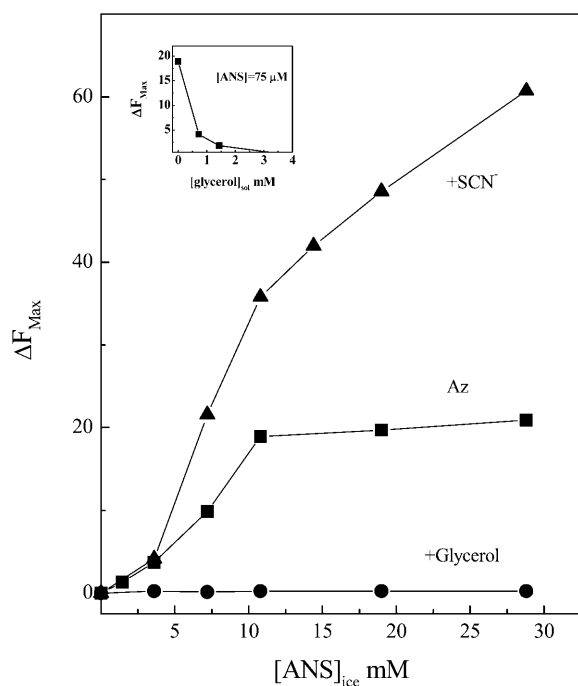 60
40
20
0
ΔF_Max
5 10 15 20 25 30
[ANS]_ice mM
+SCN⁻
Az
+Glycerol
20
15
10
5
ΔF_Max
[ANS]=75 μM
0 1 2 3 4
[glycerol]_sol mM